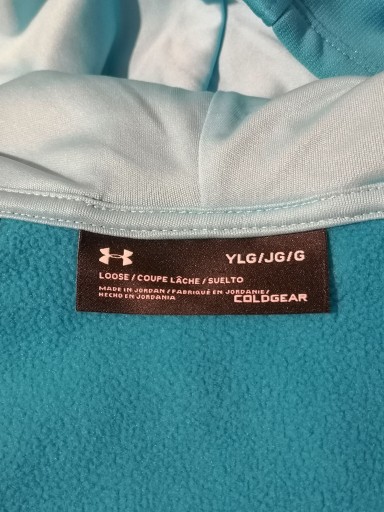 YLG/JG/G
LOOSE/COUPE LÂCHE/SUELTO
MADE IN JORDAN/FABRIQUÉ EN JORDANIE/
HECHO EN JORDANIA
COLDGEAR